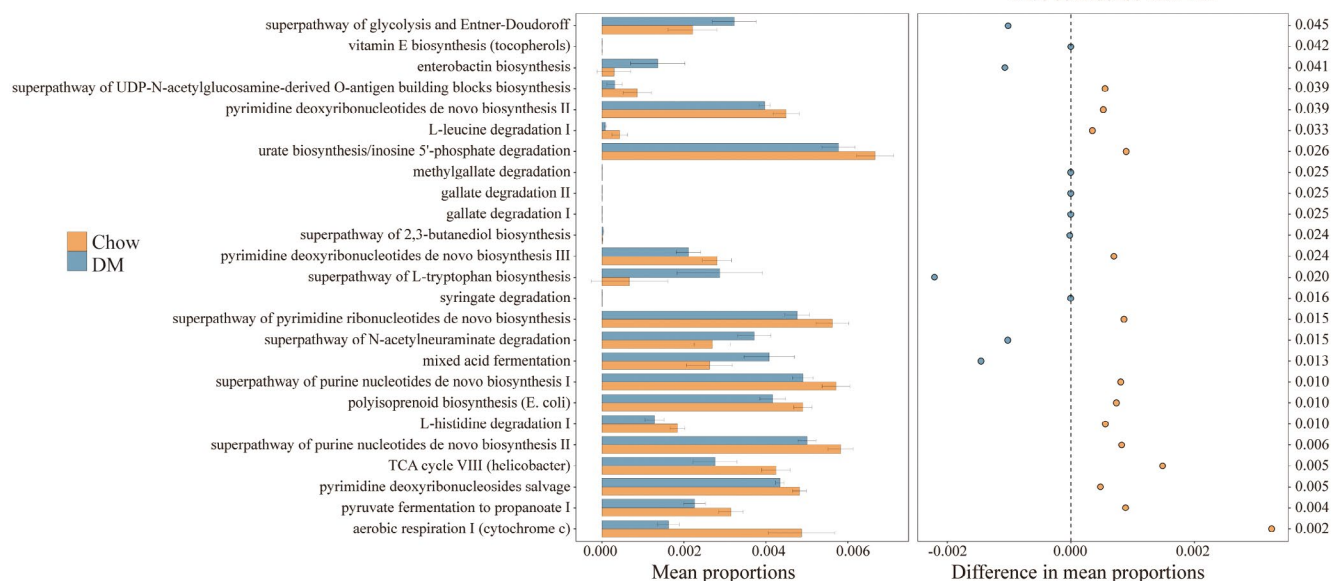 superpathway of glycolysis and Entner-Doudoroff 0.045
vitamin E biosynthesis (tocopherols) 0.042
enterobactin biosynthesis 0.041
superpathway of UDP-N-acetylglucosamine-derived O-antigen building blocks biosynthesis 0.039
pyrimidine deoxyribonucleotides de novo biosynthesis II 0.039
L-leucine degradation I 0.033
urate biosynthesis/inosine 5'-phosphate degradation 0.026
methylgallate degradation 0.025
gallate degradation II 0.025
gallate degradation I 0.025
superpathway of 2,3-butanediol biosynthesis 0.024
Chow
pyrimidine deoxyribonucleotides de novo biosynthesis III 0.024
DM
superpathway of L-tryptophan biosynthesis 0.020
syringate degradation 0.016
superpathway of pyrimidine ribonucleotides de novo biosynthesis 0.015
superpathway of N-acetylneuraminate degradation 0.015
mixed acid fermentation 0.013
superpathway of purine nucleotides de novo biosynthesis I 0.010
polyisoprenoid biosynthesis (E. coli) 0.010
L-histidine degradation I 0.010
superpathway of purine nucleotides de novo biosynthesis II 0.006
TCA cycle VIII (helicobacter) 0.005
pyrimidine deoxyribonucleosides salvage 0.005
pyruvate fermentation to propanoate I 0.004
aerobic respiration I (cytochrome c) 0.002
0.000 0.002 0.004 0.006 -0.002 0.000 0.002
Mean proportions Difference in mean proportions